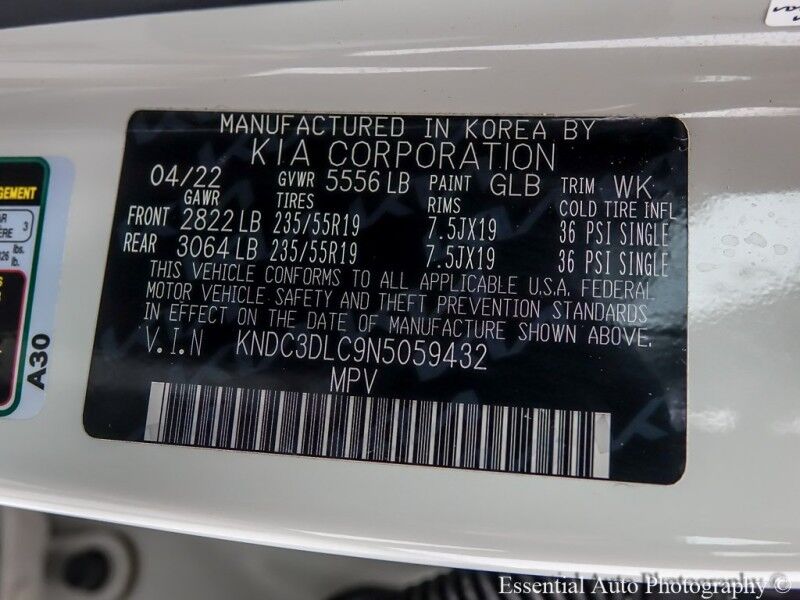 MANUFACTURED IN KOREA BY
KIA CORPORATION
04/22 GVWR 5556 LB PAINT GLB TRIM WK
GAWR TIRES RIMS COLD TIRE INFL
FRONT 2822 LB 235/55R19 7.5JX19 36 PSI SINGLE
REAR 3064 LB 235/55R19 7.5JX19 36 PSI SINGLE
THIS VEHICLE CONFORMS TO ALL APPLICABLE U.S.A. FEDERAL
MOTOR VEHICLE SAFETY AND THEFT PREVENTION STANDARDS
IN EFFECT ON THE DATE OF MANUFACTURE SHOWN ABOVE.
V.I.N KNDC3DLC9N5059432
MPV
3
lbs.
lb.
A30
Essential Auto Photography ©